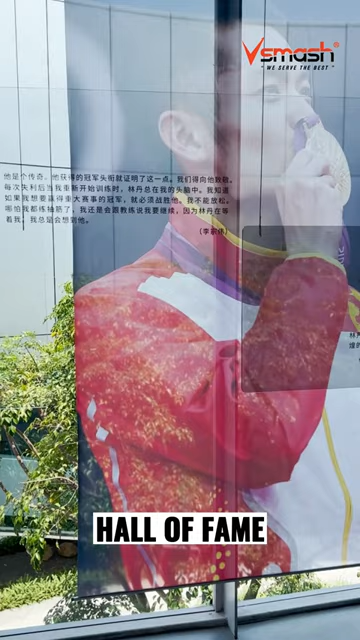 Vsmash
" WE SERVE THE BEST "
他是个传奇。他获得的冠军头衔就证明了这一点。我们得向他致敬。
每次失利后当我重新开始训练时，林丹总在我的头脑中。我知道
如果我想要赢得重大赛事的冠军，就必须战胜他。我不能放松，
哪怕我都练抽筋了，我还是会跟教练说我要继续，因为林丹在等
着我，我总是会想到他。
（李宗伟）
HALL OF FAME